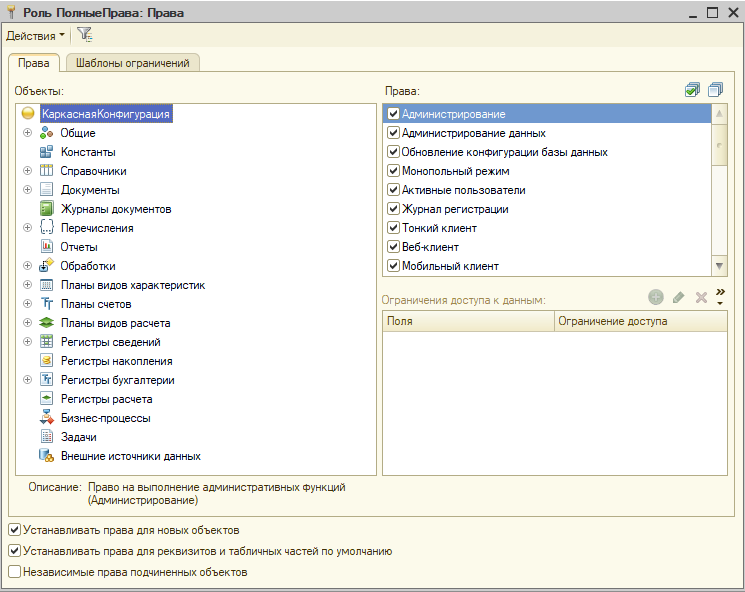 Роль ПолныеПрава: Права
Действия
Права
Шаблоны ограничений
Объекты:
КаркаснаяКонфигурация
Общие
Константы
Справочники
Документы
Журналы документов
Перечисления
Отчеты
Обработки
Планы видов характеристик
Планы счетов
Планы видов расчета
Регистры сведений
Регистры накопления
Регистры бухгалтерии
Регистры расчета
Бизнес-процессы
Задачи
Внешние источники данных
Права:
Администрирование
Администрирование данных
Обновление конфигурации базы данных
Монопольный режим
Активные пользователи
Журнал регистрации
Тонкий клиент
Веб-клиент
Мобильный клиент
Ограничения доступа к данным:
Поля
Ограничение доступа
Описание: Право на выполнение административных функций
(Администрирование)
Устанавливать права для новых объектов
Устанавливать права для реквизитов и табличных частей по умолчанию
Независимые права подчиненных объектов